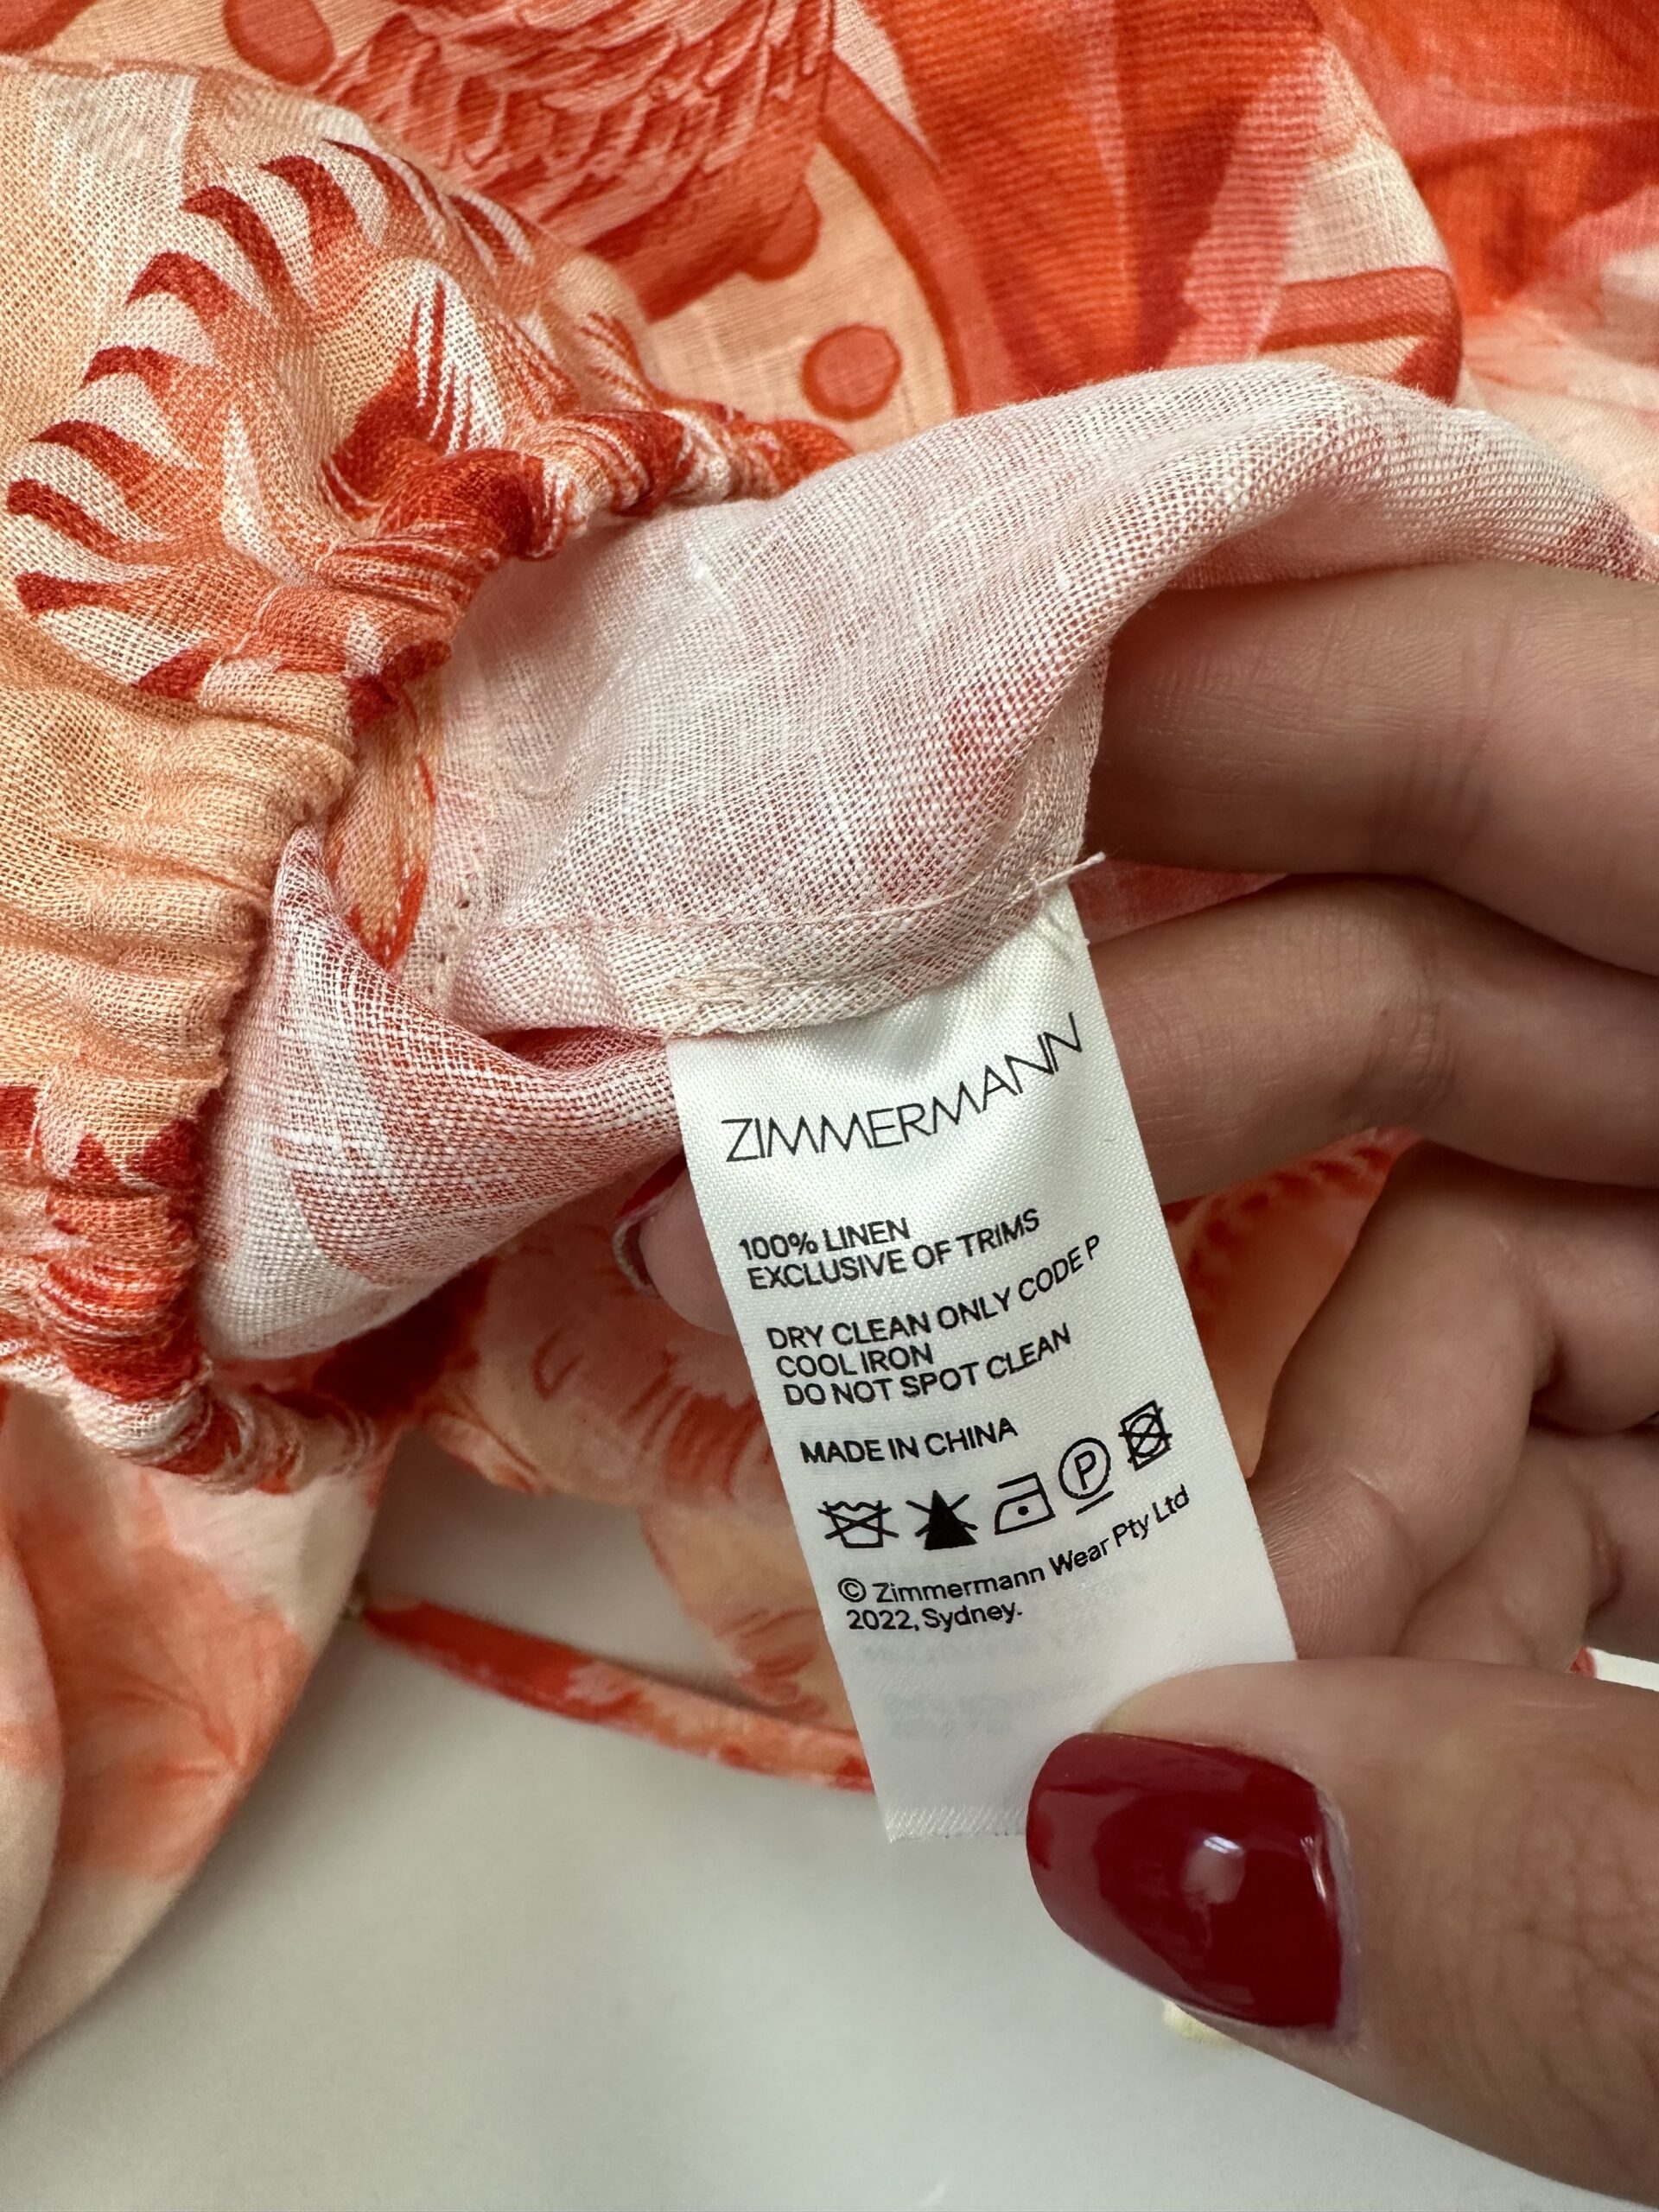 ZIMMERMANN
100% LINEN
EXCLUSIVE OF TRIMS
DRY CLEAN ONLY CODE P
COOL IRON
DO NOT SPOT CLEAN
MADE IN CHINA
P
© Zimmermann Wear Pty Ltd
2022, Sydney.